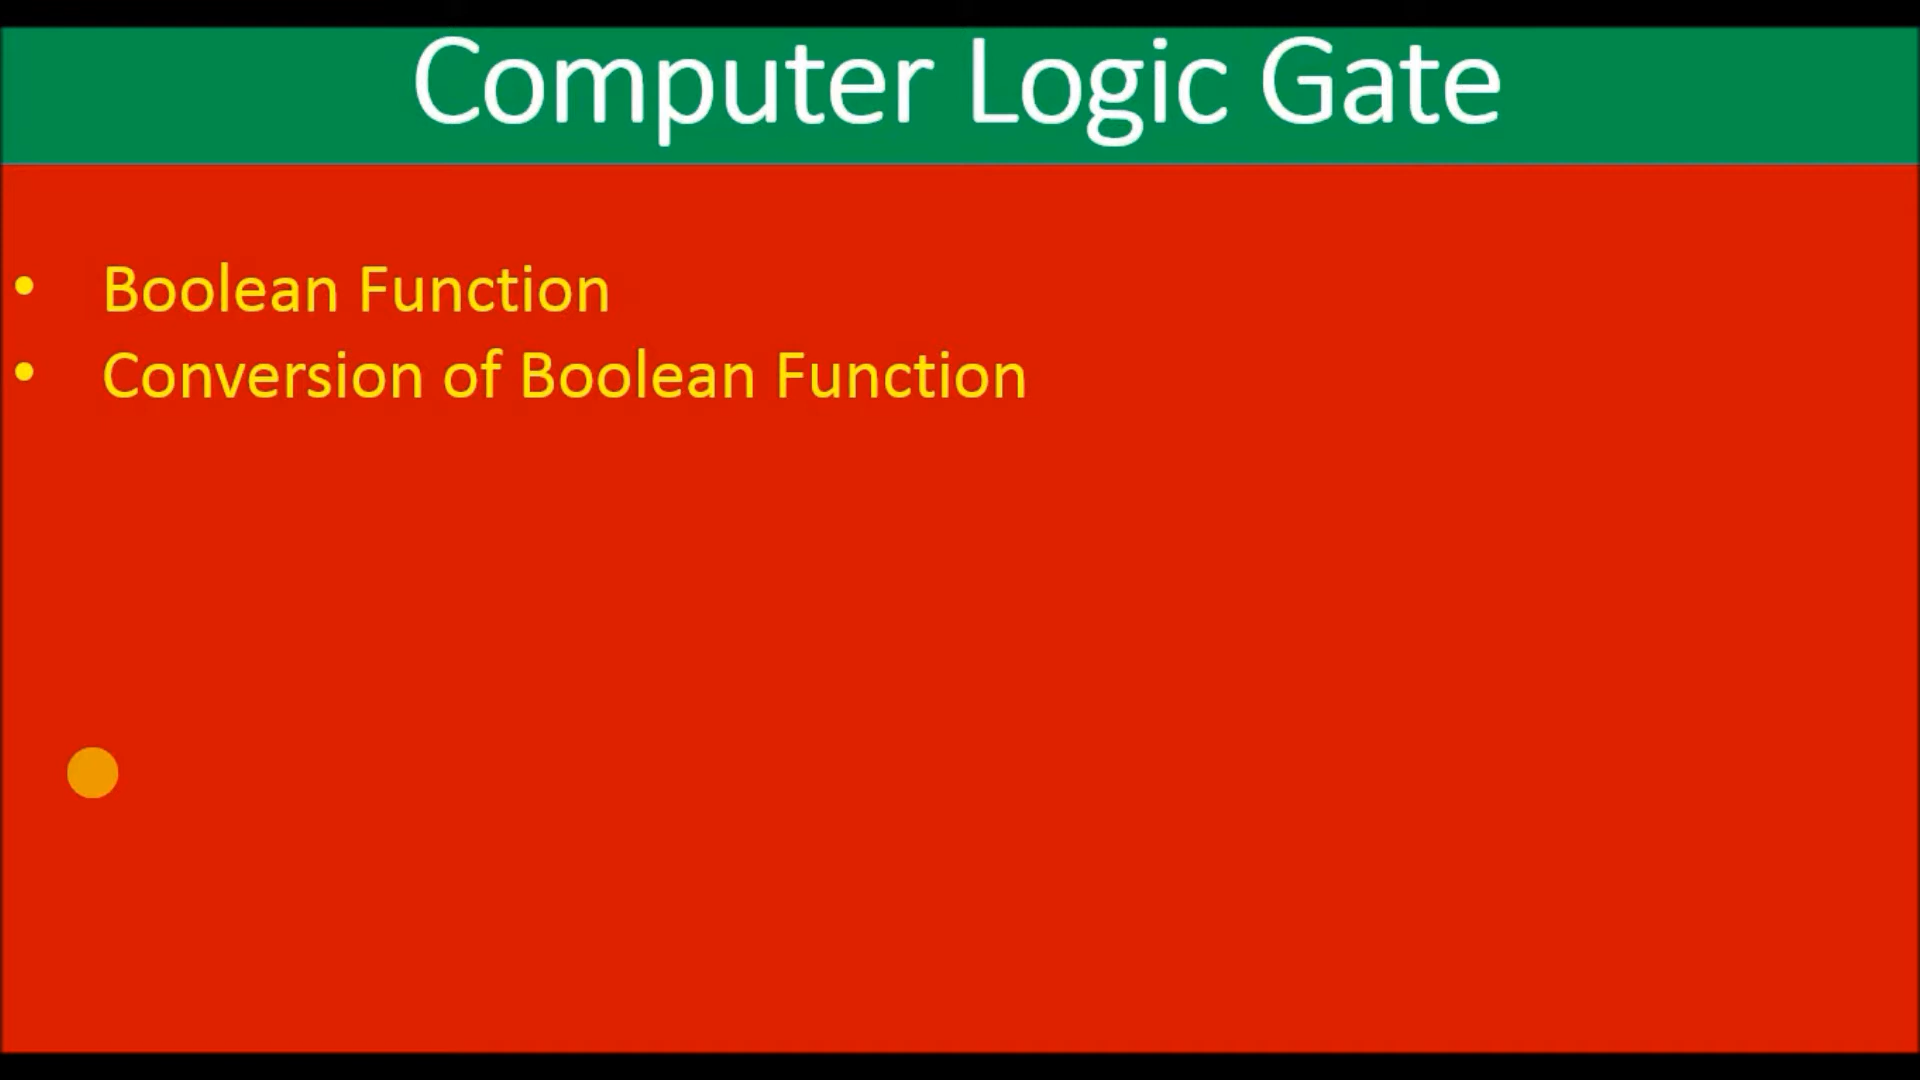 Computer Logic Gate
• Boolean Function
• Conversion of Boolean Function